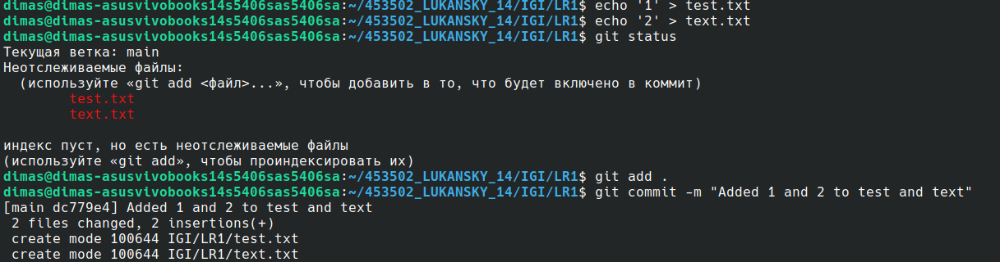 dimas@dimas-asusvivobooks14s5406sas5406sa:~/453502_LUKANSKY_14/IGI/LR1$ echo '1' > test.txt
dimas@dimas-asusvivobooks14s5406sas5406sa:~/453502_LUKANSKY_14/IGI/LR1$ echo '2' > text.txt
dimas@dimas-asusvivobooks14s5406sas5406sa:~/453502_LUKANSKY_14/IGI/LR1$ git status
Текущая ветка: main
Неотслеживаемые файлы:
  (используйте «git add <файл>...», чтобы добавить в то, что будет включено в коммит)
        test.txt
        text.txt

индекс пуст, но есть неотслеживаемые файлы
(используйте «git add», чтобы проиндексировать их)
dimas@dimas-asusvivobooks14s5406sas5406sa:~/453502_LUKANSKY_14/IGI/LR1$ git add .
dimas@dimas-asusvivobooks14s5406sas5406sa:~/453502_LUKANSKY_14/IGI/LR1$ git commit -m "Added 1 and 2 to test and text"
[main dc779e4] Added 1 and 2 to test and text
 2 files changed, 2 insertions(+)
 create mode 100644 IGI/LR1/test.txt
 create mode 100644 IGI/LR1/text.txt